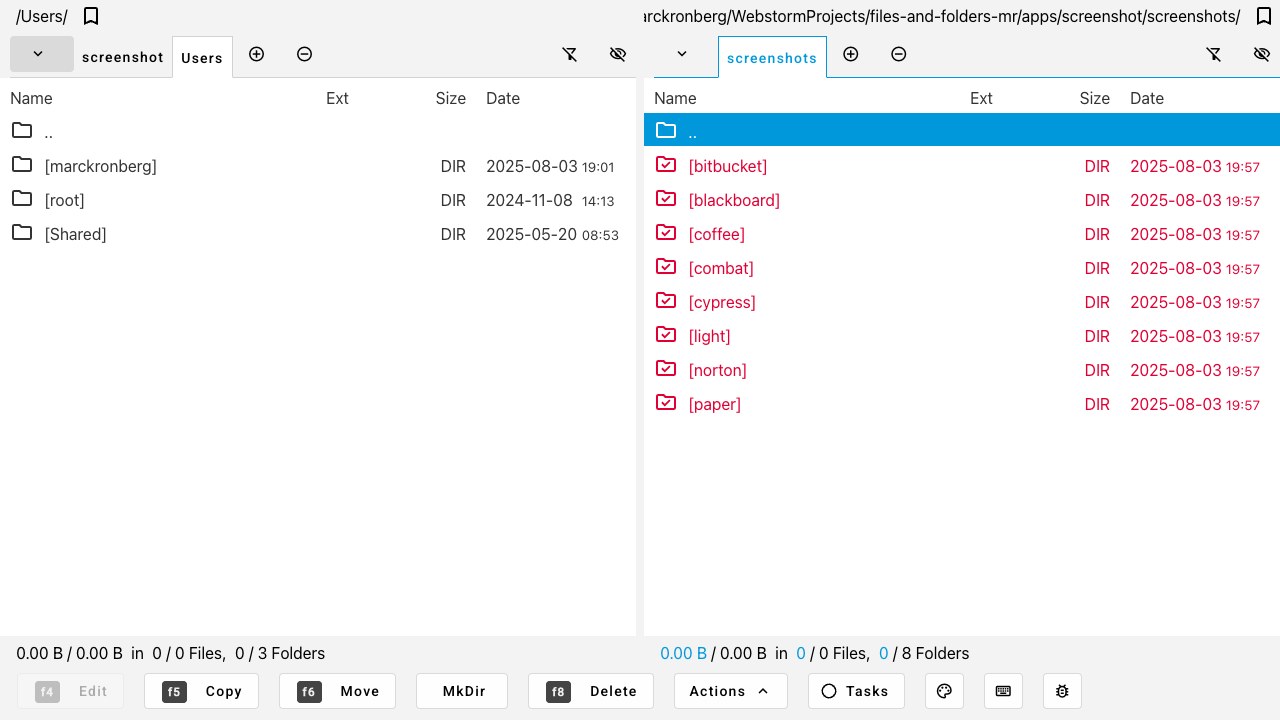 /Users/
arckronberg/WebstormProjects/files-and-folders-mr/apps/screenshot/screenshots/
screenshot Users
screenshots
Name Ext Size Date
..
[marckronberg] DIR 2025-08-03 19:01
[root] DIR 2024-11-08 14:13
[Shared] DIR 2025-05-20 08:53
Name Ext Size Date
..
[bitbucket] DIR 2025-08-03 19:57
[blackboard] DIR 2025-08-03 19:57
[coffee] DIR 2025-08-03 19:57
[combat] DIR 2025-08-03 19:57
[cypress] DIR 2025-08-03 19:57
[light] DIR 2025-08-03 19:57
[norton] DIR 2025-08-03 19:57
[paper] DIR 2025-08-03 19:57
0.00 B / 0.00 B in 0 / 0 Files, 0 / 3 Folders
0.00 B / 0.00 B in 0 / 0 Files, 0 / 8 Folders
f4 Edit f5 Copy f6 Move MkDir f8 Delete Actions Tasks